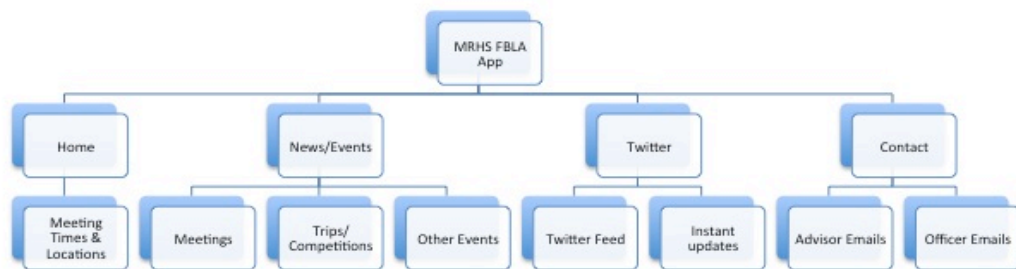 MRHS FBLA
App
Home
News/Events
Twitter
Contact
Meeting
Times &
Locations
Meetings
Trips/
Competitions
Other Events
Twitter Feed
Instant
updates
Advisor Emails
Officer Emails